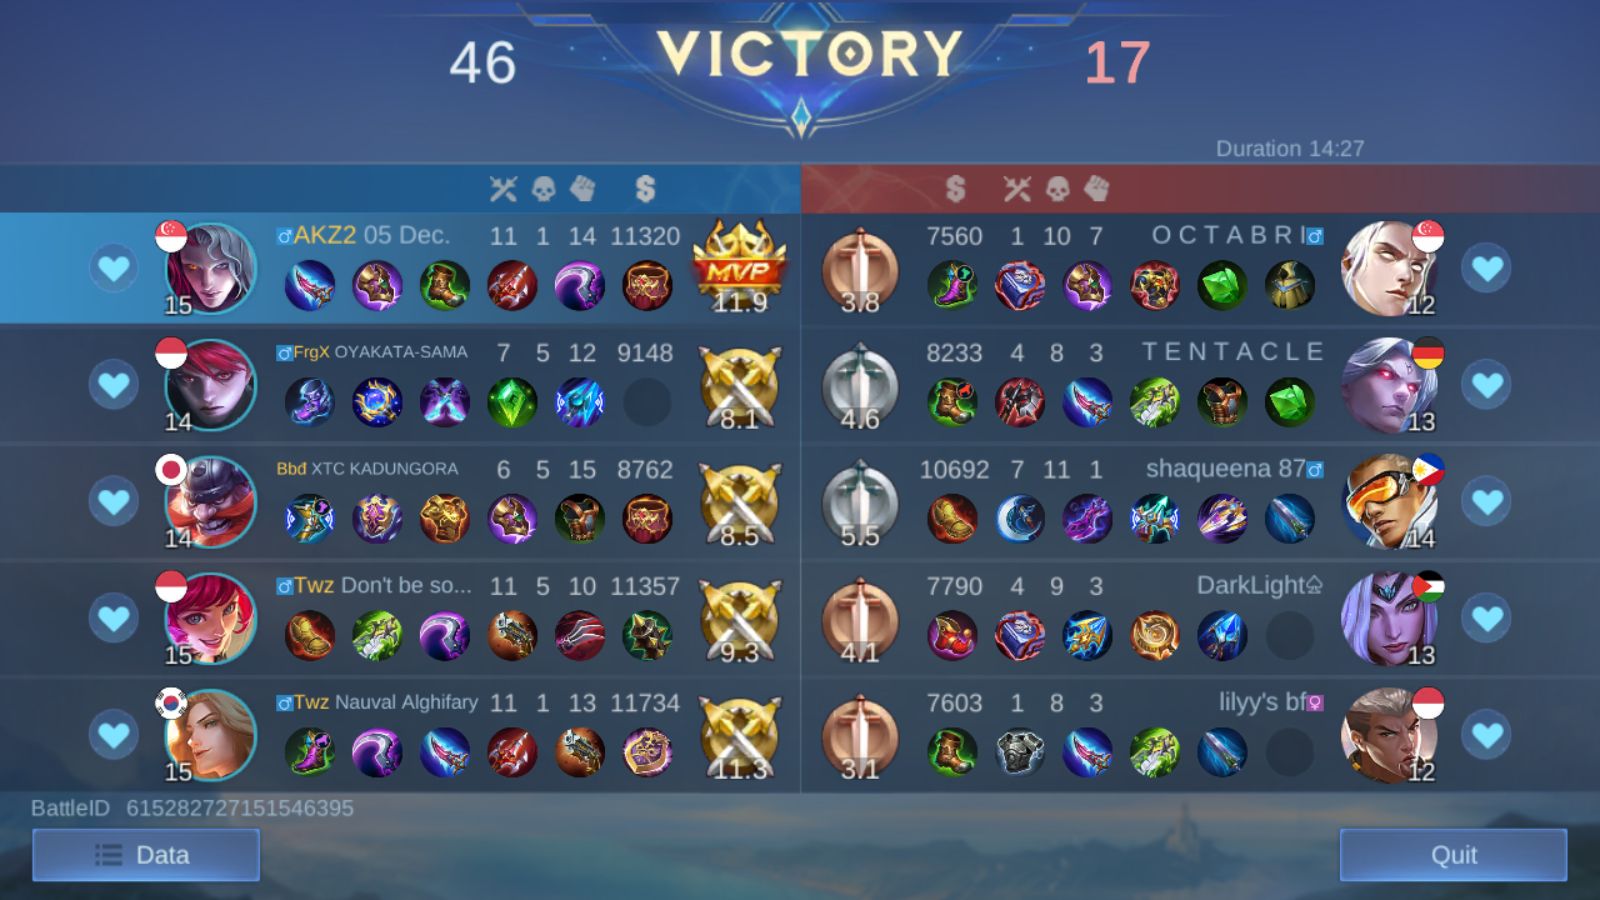 46 VICTORY 17
Duration 14:27
AKZ2 05 Dec. 11 1 14 11320
15 MVP 11.9
7560 1 10 7 OCTABRI
3.8 12
FrgX OYAKATA-SAMA 7 5 12 9148
14 8.1
8233 4 8 3 TENTACLE
4.6 13
Bbd XTC KADUNGORA 6 5 15 8762
14 8.5
10692 7 11 1 shaqueena 87
5.5 14
Twz Don't be so... 11 5 10 11357
15 9.3
7790 4 9 3 DarkLight♤
4.1 13
Twz Nauval Alghifary 11 1 13 11734
15 11.3
7603 1 8 3 lilyy's bf
3.1 12
BattleID 615282727151546395
Data
Quit